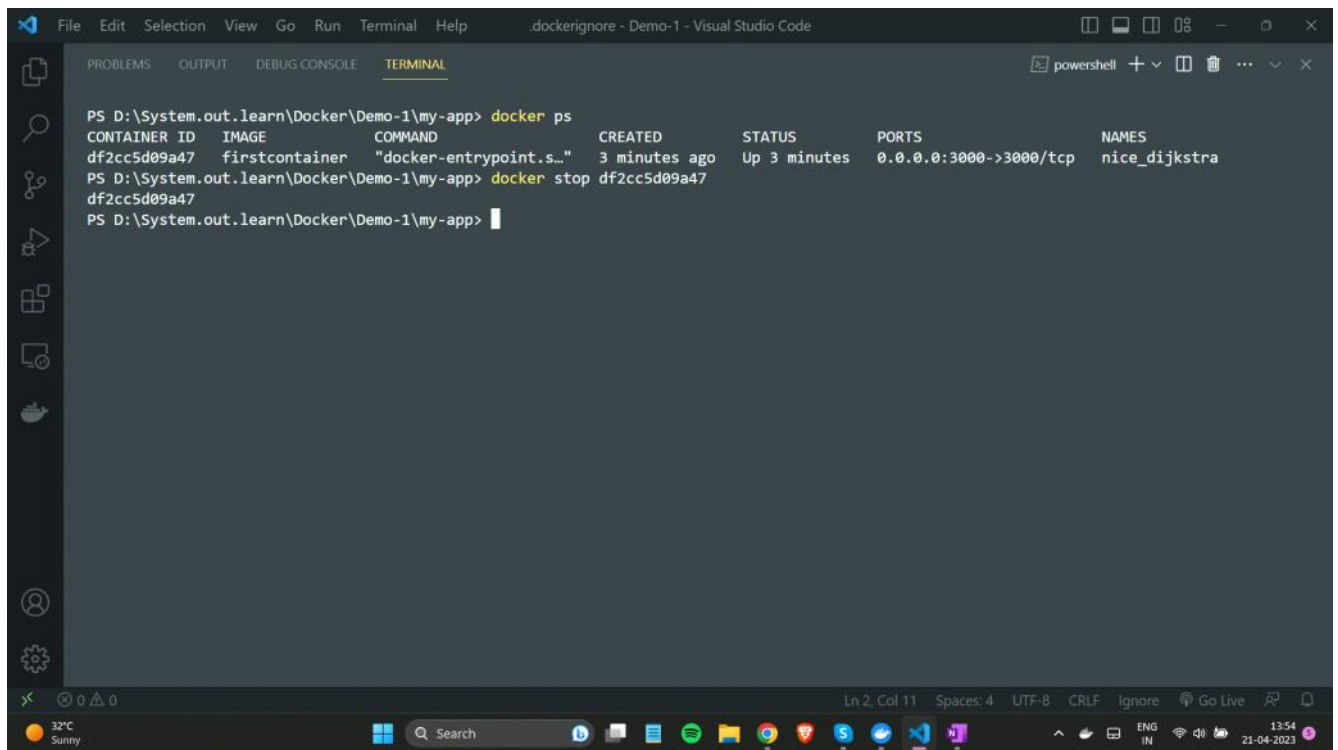 File Edit Selection View Go Run Terminal Help .dockerignore - Demo-1 - Visual Studio Code
PROBLEMS OUTPUT DEBUG CONSOLE TERMINAL powershell
PS D:\System.out.learn\Docker\Demo-1\my-app> docker ps
CONTAINER ID IMAGE COMMAND CREATED STATUS PORTS NAMES
df2cc5d09a47 firstcontainer "docker-entrypoint.s…" 3 minutes ago Up 3 minutes 0.0.0.0:3000->3000/tcp nice_dijkstra
PS D:\System.out.learn\Docker\Demo-1\my-app> docker stop df2cc5d09a47
df2cc5d09a47
PS D:\System.out.learn\Docker\Demo-1\my-app>
0 0 Ln 2, Col 11 Spaces: 4 UTF-8 CRLF Ignore Go Live
32°C
Sunny
Search
ENG
IN
13:54
21-04-2023